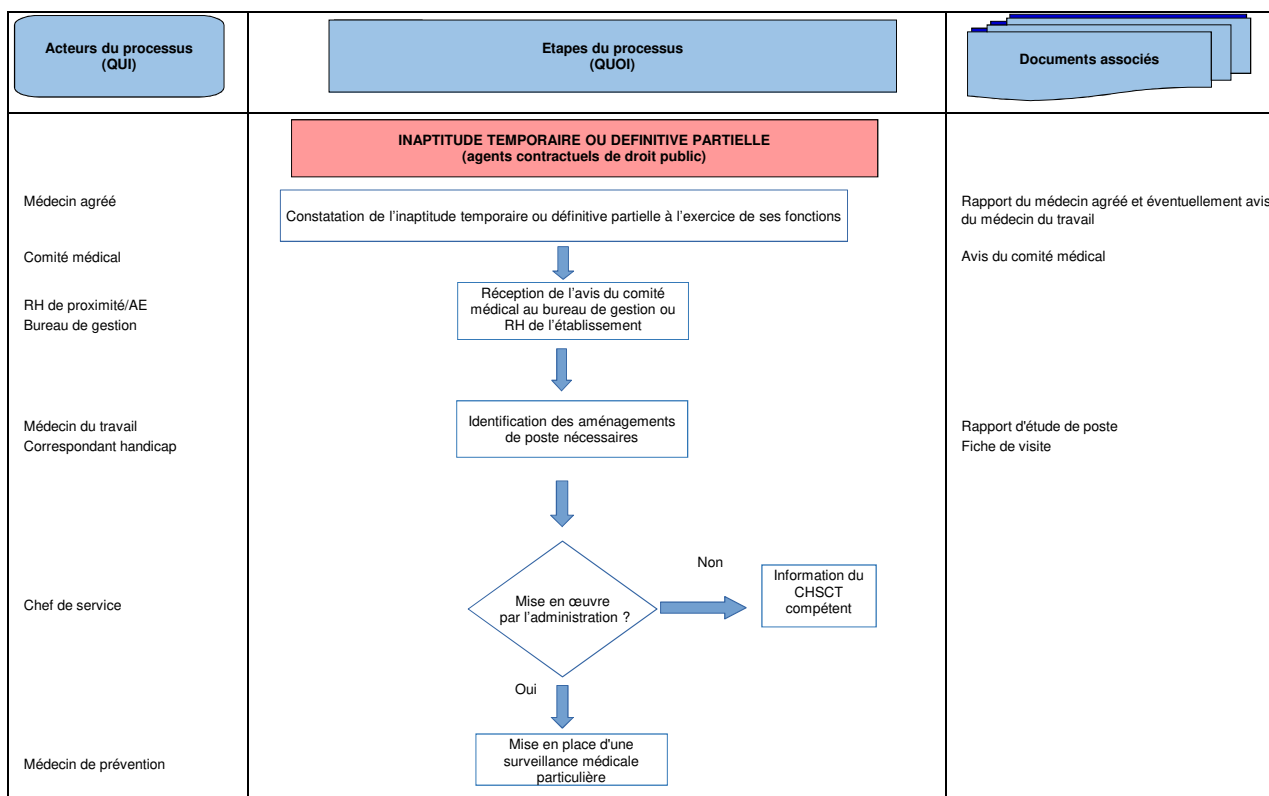 Acteurs du processus
(QUI)
Etapes du processus
(QUOI)
Documents associés
INAPTITUDE TEMPORAIRE OU DEFINITIVE PARTIELLE
(agents contractuels de droit public)
Médecin agréé
Constatation de l'inaptitude temporaire ou définitive partielle à l'exercice de ses fonctions
Rapport du médecin agréé et éventuellement avis
du médecin du travail
Comité médical
Avis du comité médical
RH de proximité/AE
Bureau de gestion
Réception de l'avis du comité
médical au bureau de gestion ou
RH de l'établissement
Médecin du travail
Correspondant handicap
Identification des aménagements
de poste nécessaires
Rapport d'étude de poste
Fiche de visite
Chef de service
Mise en œuvre
par l'administration ?
Non
Information du
CHSCT
compétent
Oui
Médecin de prévention
Mise en place d'une
surveillance médicale
particulière